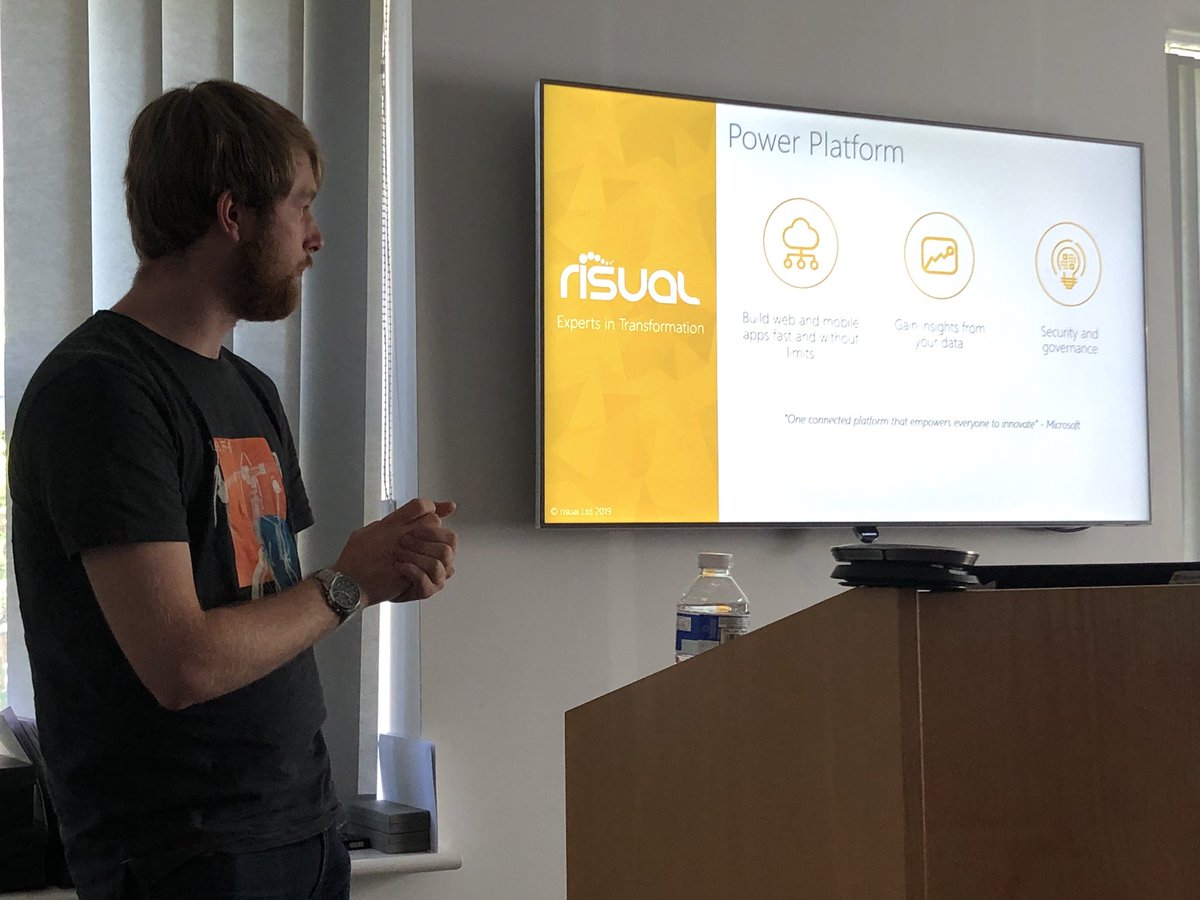 Power Platform
risual
Experts in Transformation
Build web and mobile
apps fast and without
limits
Gain insights from
your data
Security and
governance
"One connected platform that empowers everyone to innovate" - Microsoft
© risual Ltd 2019